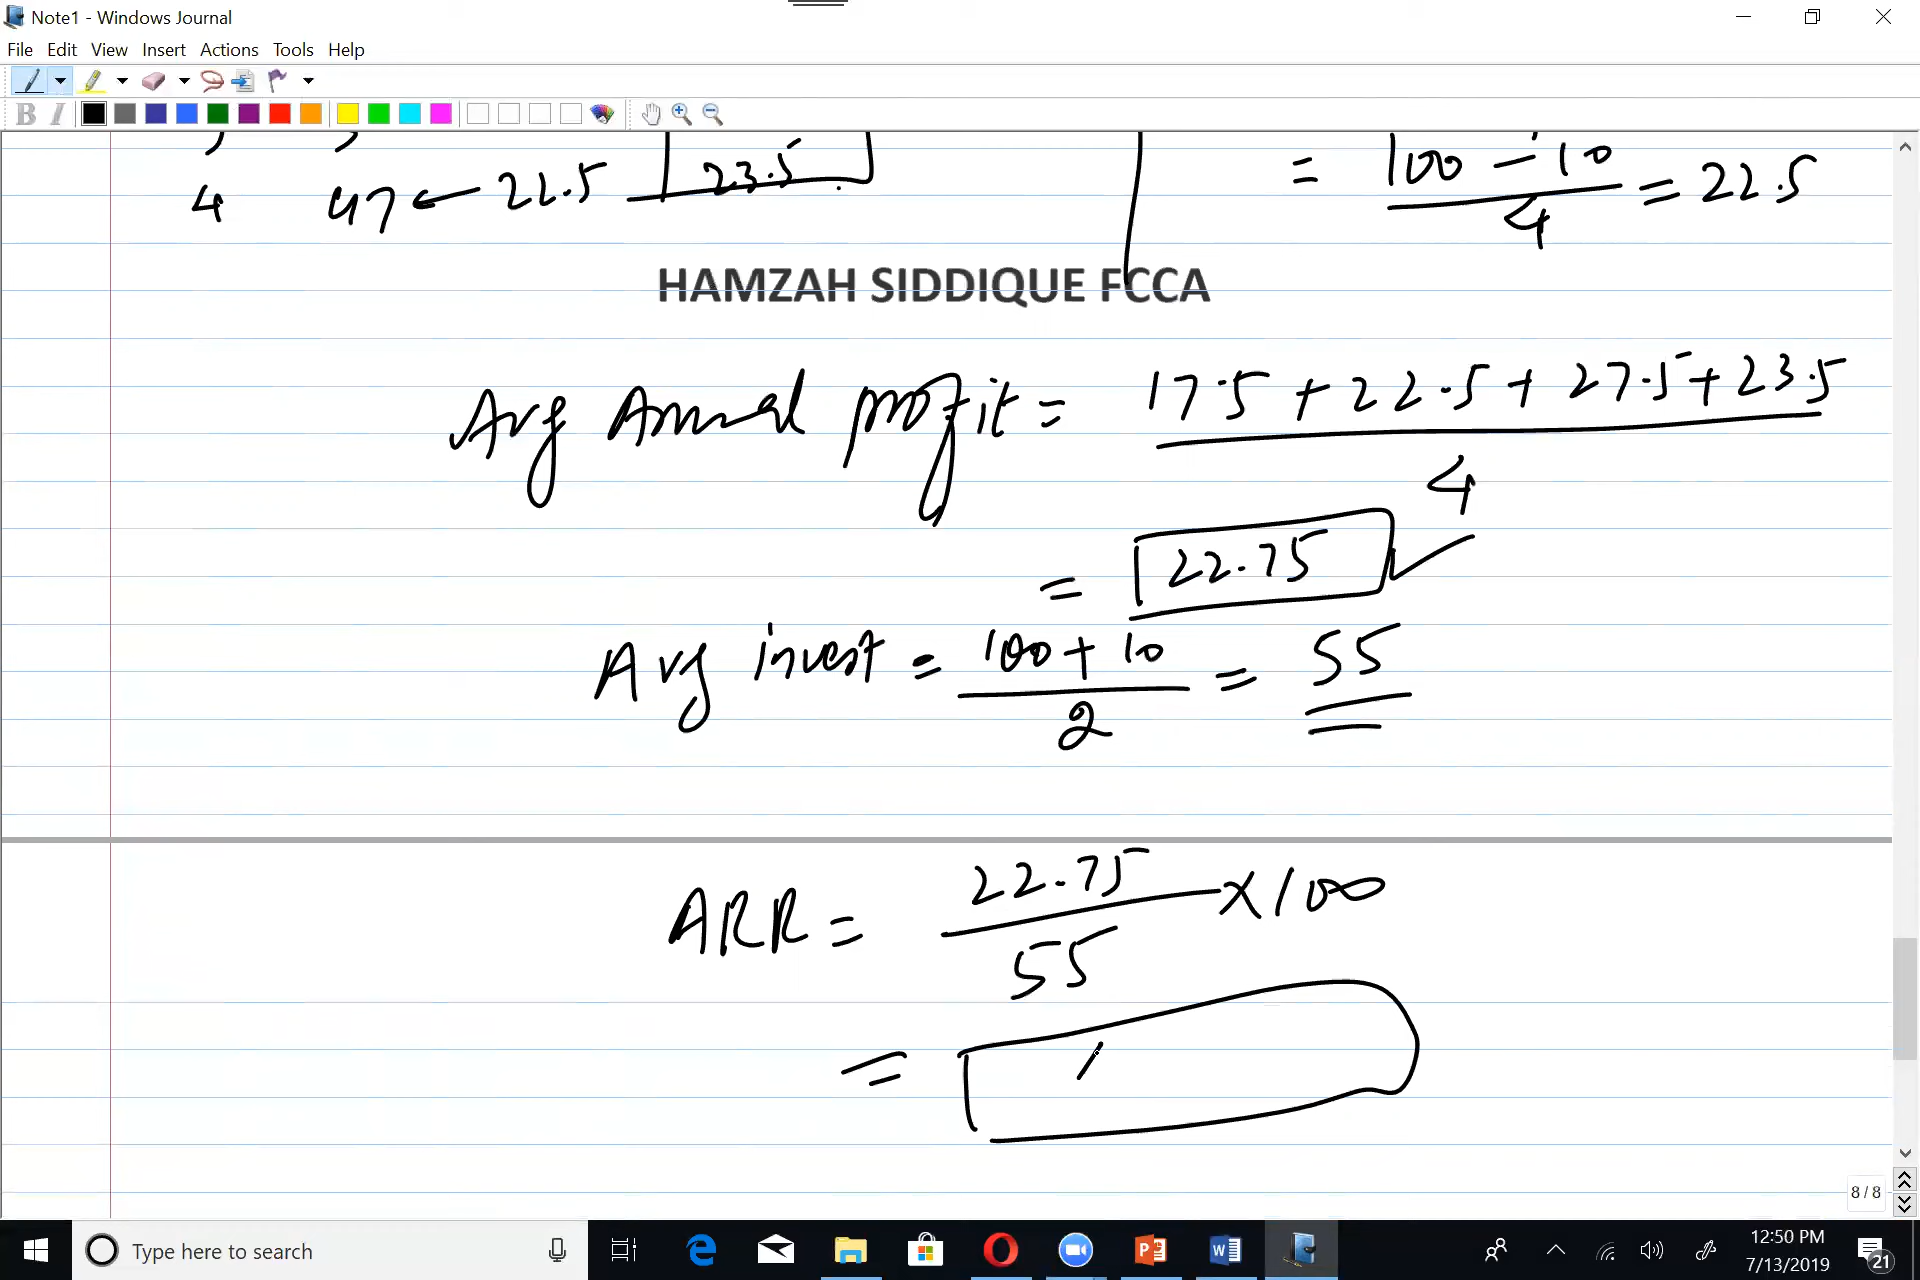 Note1 - Windows Journal
File Edit View Insert Actions Tools Help
B I
4 47 ← 22.5 23.5
= 100 - 10 / 4 = 22.5
HAMZAH SIDDIQUE FCCA
Avg Annual profit = 17.5 + 22.5 + 27.5 + 23.5
4
= 22.75
Avg invest = 100 + 10 / 2 = 55
ARR = 22.75 / 55 × 100
=
8 / 8
Type here to search
12:50 PM
7/13/2019
21